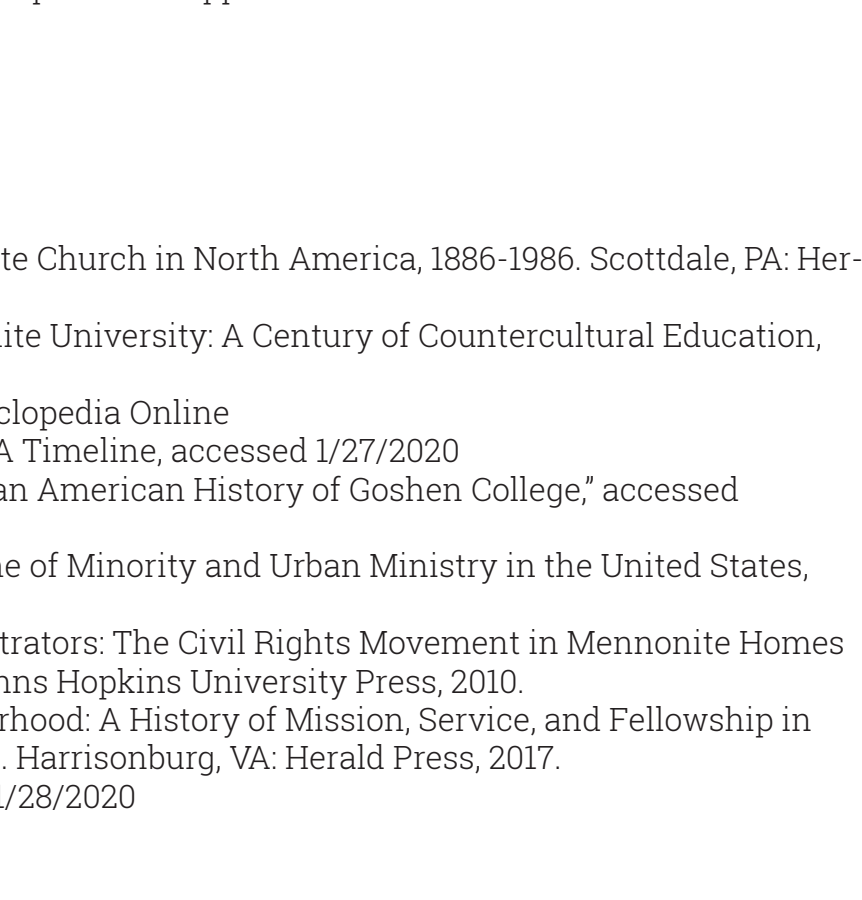 te Church in North America, 1886-1986. Scottdale, PA: Her-
ite University: A Century of Countercultural Education,
clopedia Online
A Timeline, accessed 1/27/2020
an American History of Goshen College,” accessed
e of Minority and Urban Ministry in the United States,
trators: The Civil Rights Movement in Mennonite Homes
nns Hopkins University Press, 2010.
rhood: A History of Mission, Service, and Fellowship in
. Harrisonburg, VA: Herald Press, 2017.
1/28/2020